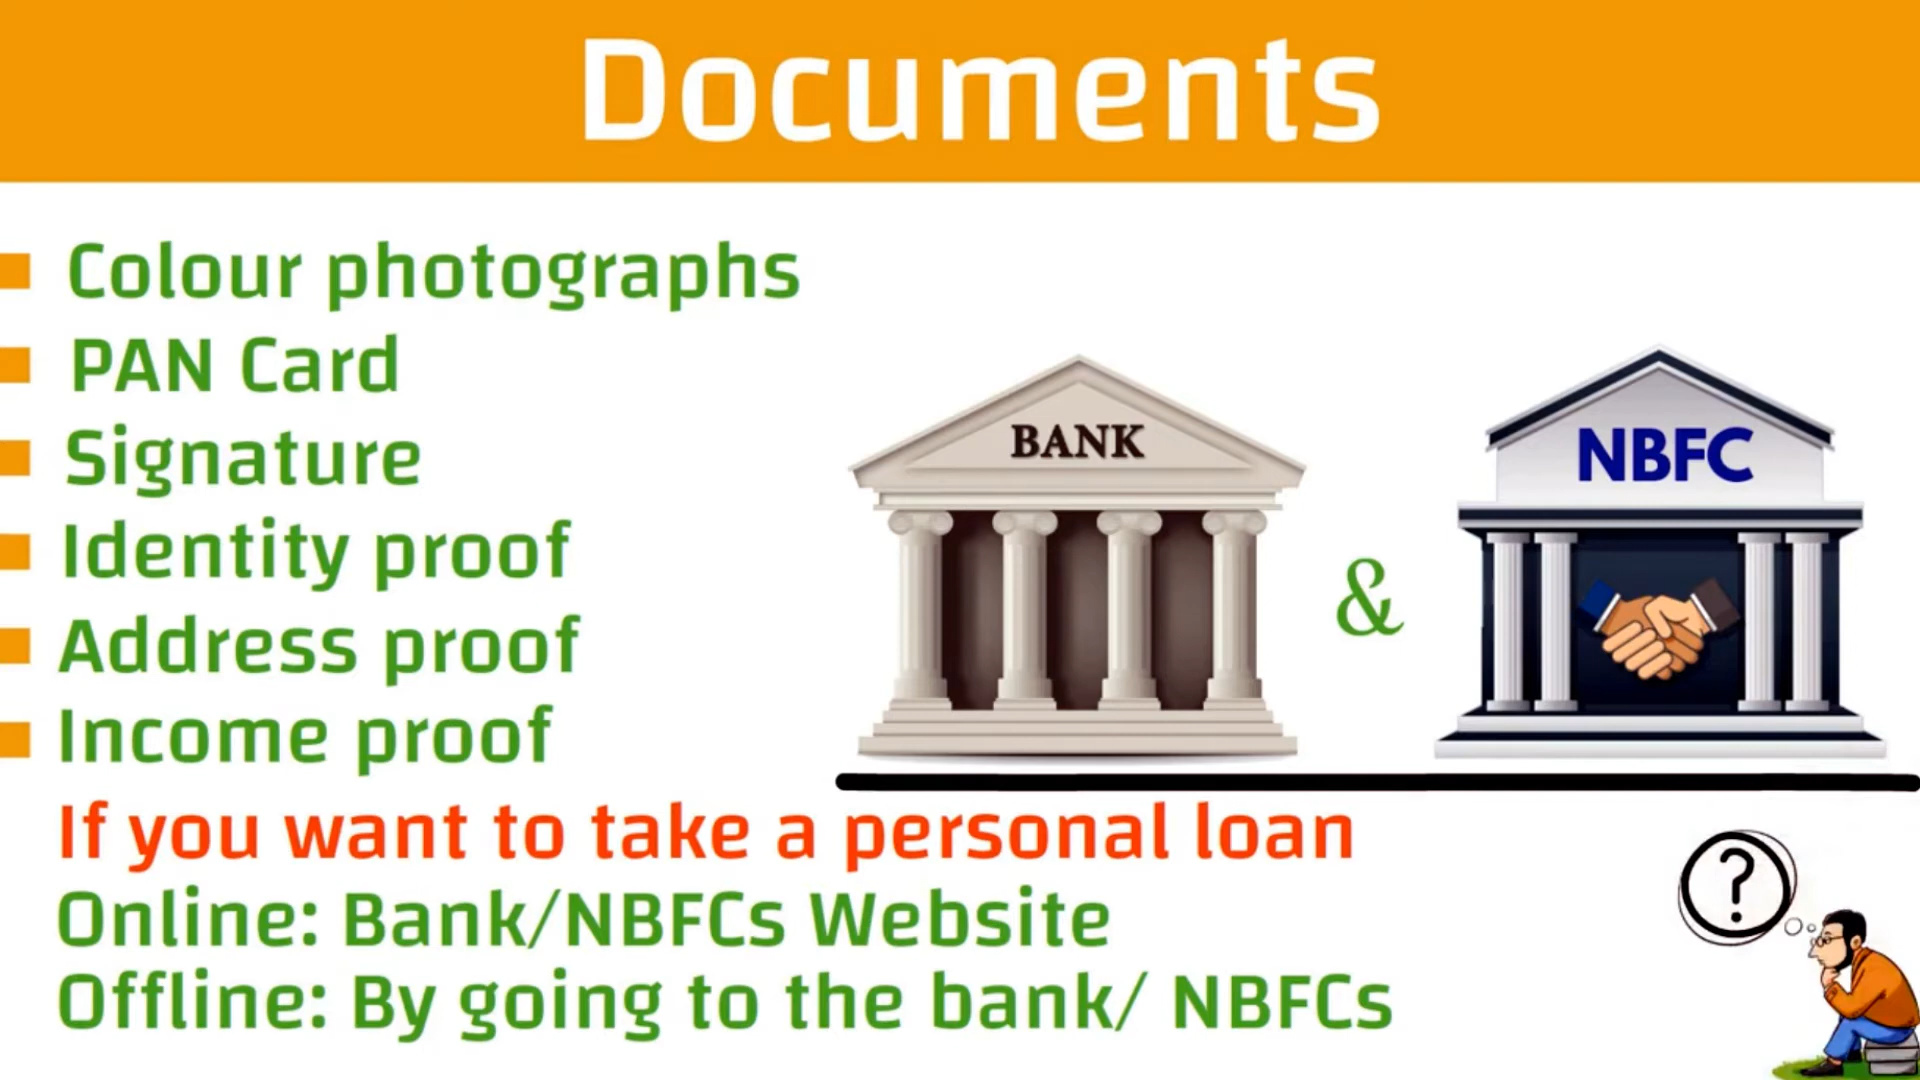 Documents
Colour photographs
PAN Card
Signature
Identity proof
Address proof
Income proof
BANK
&
NBFC
If you want to take a personal loan
Online: Bank/NBFCs Website
Offline: By going to the bank/ NBFCs
?